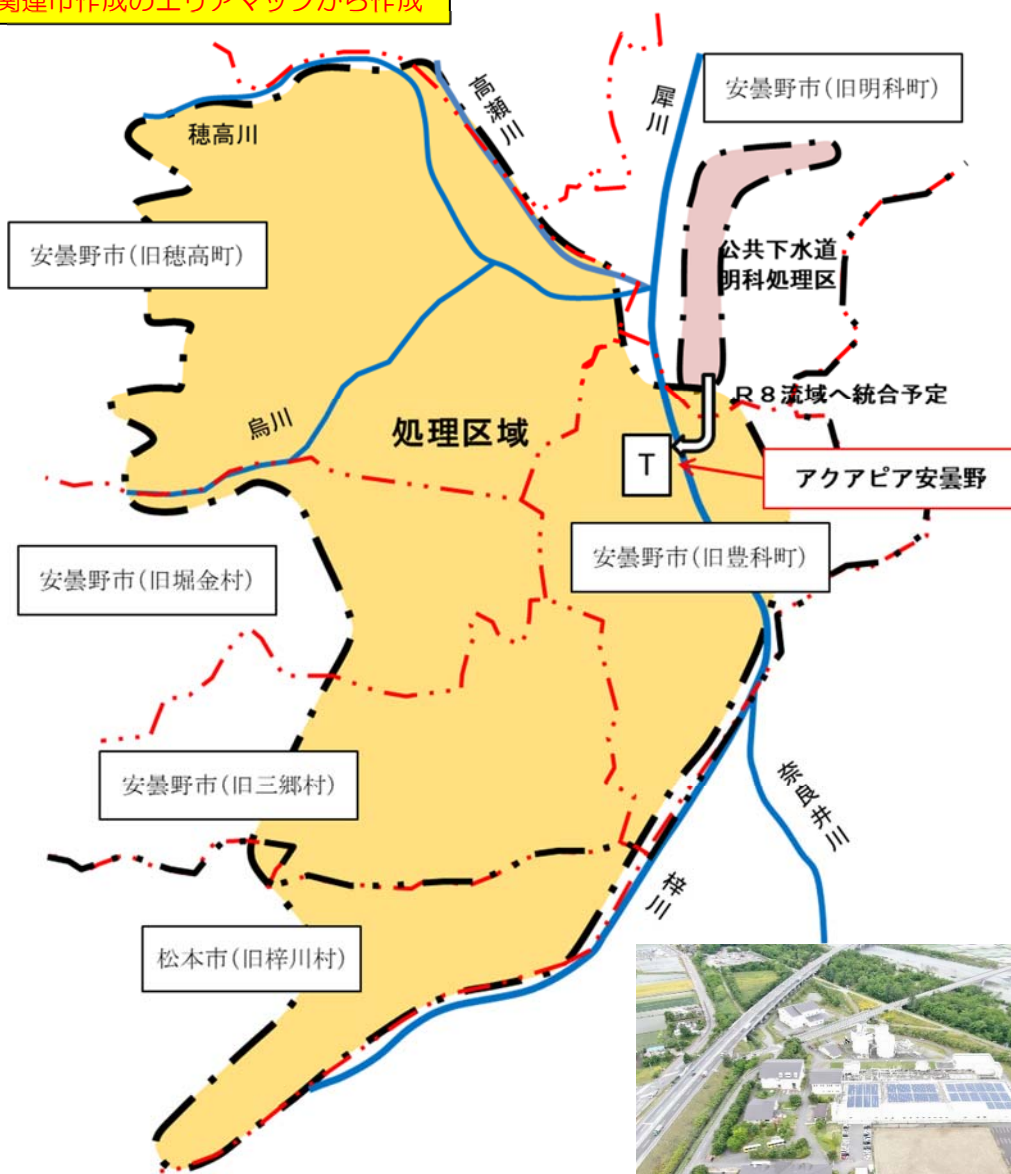 関連市作成のエリアマップから作成
高瀬川
犀川
安曇野市(旧明科町)
穂高川
安曇野市(旧穂高町)
公共下水道
明科処理区
R8流域へ統合予定
烏川
処理区域
T
アクアピア安曇野
安曇野市(旧豊科町)
安曇野市(旧堀金村)
安曇野市(旧三郷村)
奈良井川
梓川
松本市(旧梓川村)